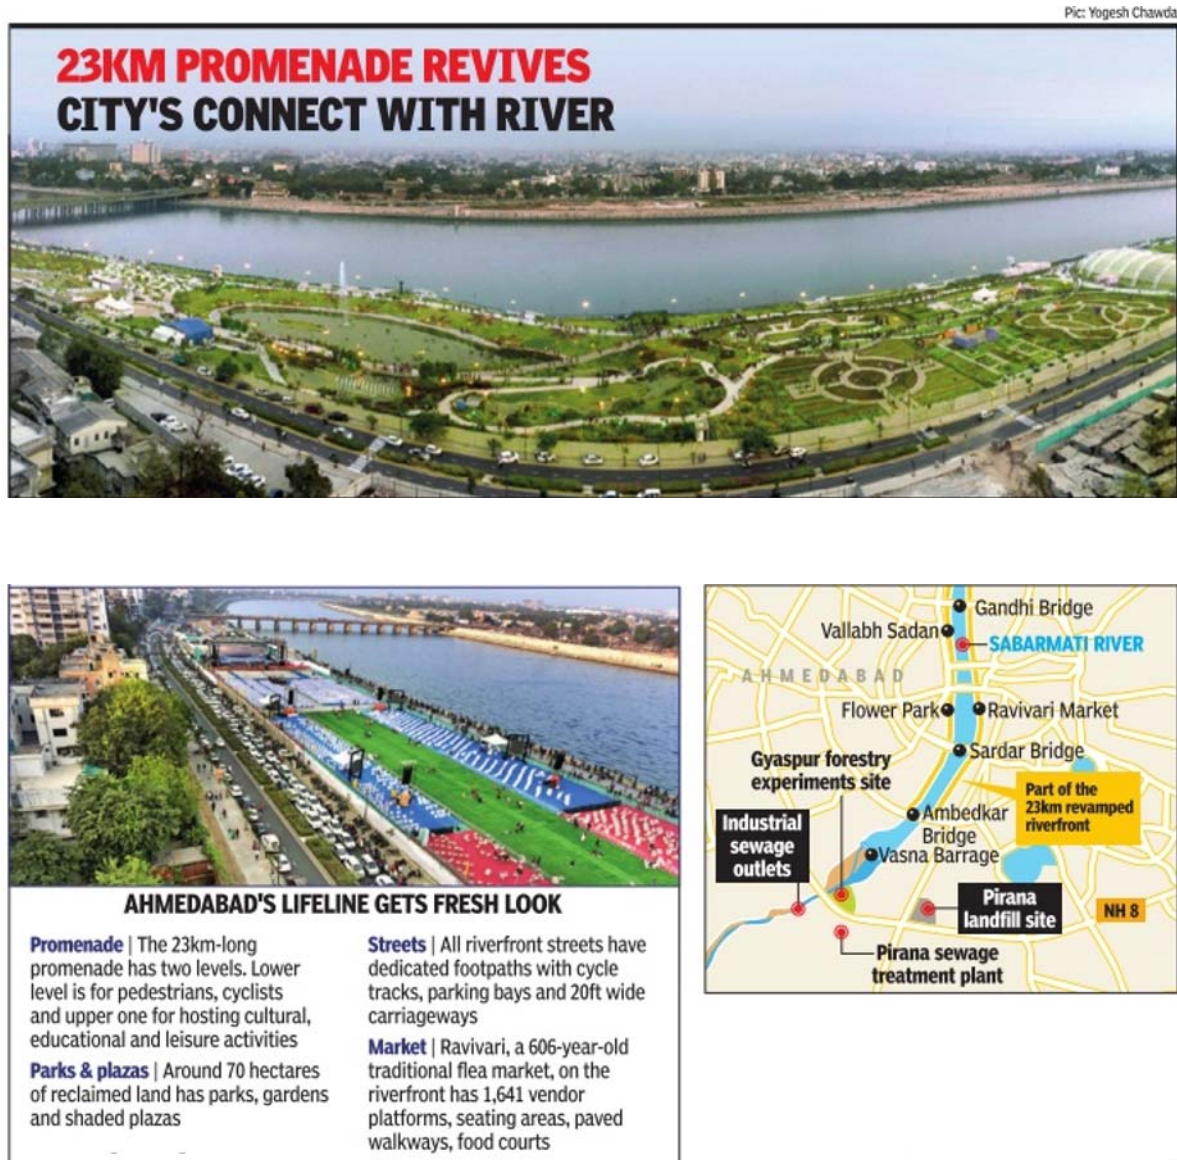 Pic: Yogesh Chawda
23KM PROMENADE REVIVES
CITY'S CONNECT WITH RIVER
AHMEDABAD'S LIFELINE GETS FRESH LOOK
Promenade | The 23km-long
promenade has two levels. Lower
level is for pedestrians, cyclists
and upper one for hosting cultural,
educational and leisure activities
Parks & plazas | Around 70 hectares
of reclaimed land has parks, gardens
and shaded plazas
Streets | All riverfront streets have
dedicated footpaths with cycle
tracks, parking bays and 20ft wide
carriageways
Market | Ravivari, a 606-year-old
traditional flea market, on the
riverfront has 1,641 vendor
platforms, seating areas, paved
walkways, food courts
Gandhi Bridge
Vallabh Sadan
SABARMATI RIVER
AHMEDABAD
Flower Park
Ravivari Market
Sardar Bridge
Gyaspur forestry
experiments site
Part of the
23km revamped
riverfront
Ambedkar
Bridge
Industrial
sewage
outlets
Vasna Barrage
Pirana
landfill site
NH 8
Pirana sewage
treatment plant